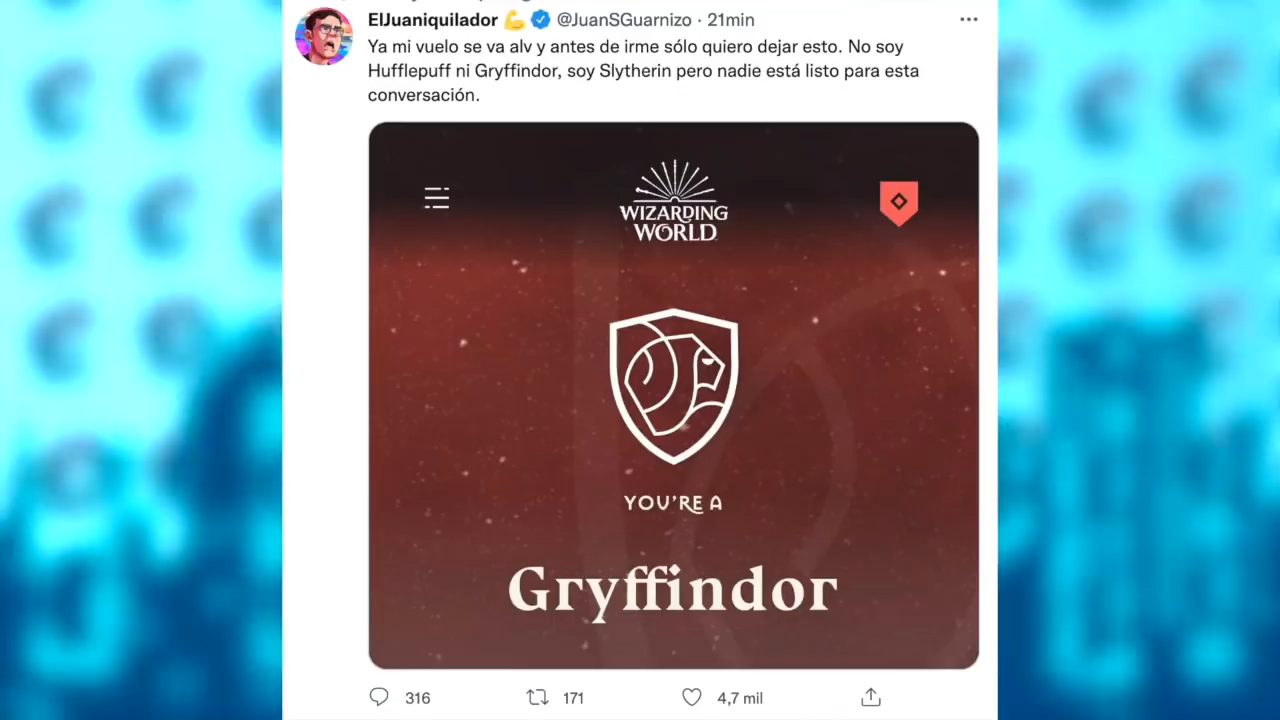 ElJuaniquilador 💪 @JuanSGuarnizo · 21min
Ya mi vuelo se va alv y antes de irme sólo quiero dejar esto. No soy
Hufflepuff ni Gryffindor, soy Slytherin pero nadie está listo para esta
conversación.
WIZARDING
WORLD
YOU'RE A
Gryffindor
316 171 4,7 mil